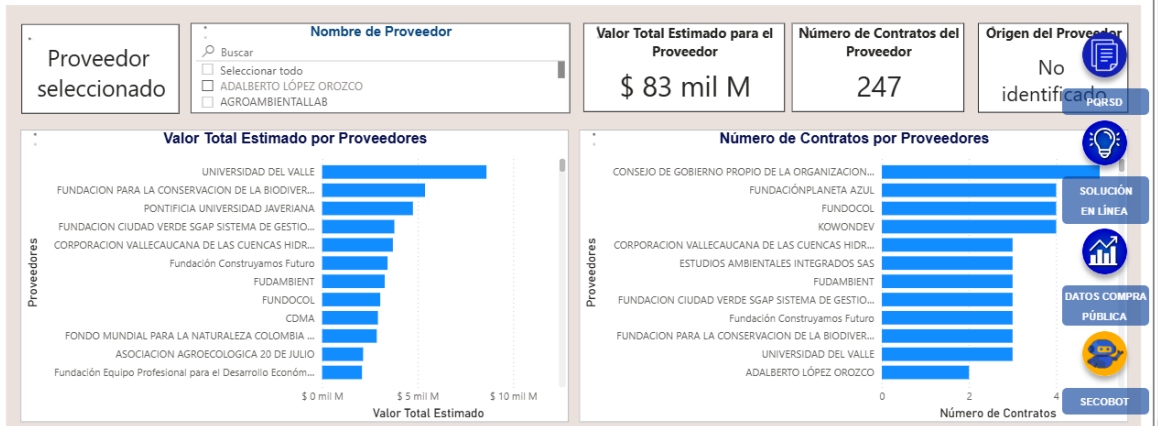 Proveedor
seleccionado
Nombre de Proveedor
Buscar
Seleccionar todo
ADALBERTO LÓPEZ OROZCO
AGROAMBIENTALLAB
Valor Total Estimado para el
Proveedor
$ 83 mil M
Número de Contratos del
Proveedor
247
Origen del Proveedor
No
identificado
PQRSD
SOLUCIÓN
EN LÍNEA
DATOS COMPRA
PÚBLICA
SECOBOT
Valor Total Estimado por Proveedores
Proveedores
UNIVERSIDAD DEL VALLE
FUNDACION PARA LA CONSERVACION DE LA BIODIVER...
PONTIFICIA UNIVERSIDAD JAVERIANA
FUNDACION CIUDAD VERDE SGAP SISTEMA DE GESTIO...
CORPORACION VALLECAUCANA DE LAS CUENCAS HIDR...
Fundación Construyamos Futuro
FUDAMBIENT
FUNDOCOL
CDMA
FONDO MUNDIAL PARA LA NATURALEZA COLOMBIA ...
ASOCIACION AGROECOLOGICA 20 DE JULIO
Fundación Equipo Profesional para el Desarrollo Económ...
$ 0 mil M $ 5 mil M $ 10 mil M
Valor Total Estimado
Número de Contratos por Proveedores
Proveedores
CONSEJO DE GOBIERNO PROPIO DE LA ORGANIZACION...
FUNDACIÓNPLANETA AZUL
FUNDOCOL
KOWONDEV
CORPORACION VALLECAUCANA DE LAS CUENCAS HIDR...
ESTUDIOS AMBIENTALES INTEGRADOS SAS
FUDAMBIENT
FUNDACION CIUDAD VERDE SGAP SISTEMA DE GESTIO...
Fundación Construyamos Futuro
FUNDACION PARA LA CONSERVACION DE LA BIODIVER...
UNIVERSIDAD DEL VALLE
ADALBERTO LÓPEZ OROZCO
0 2 4
Número de Contratos